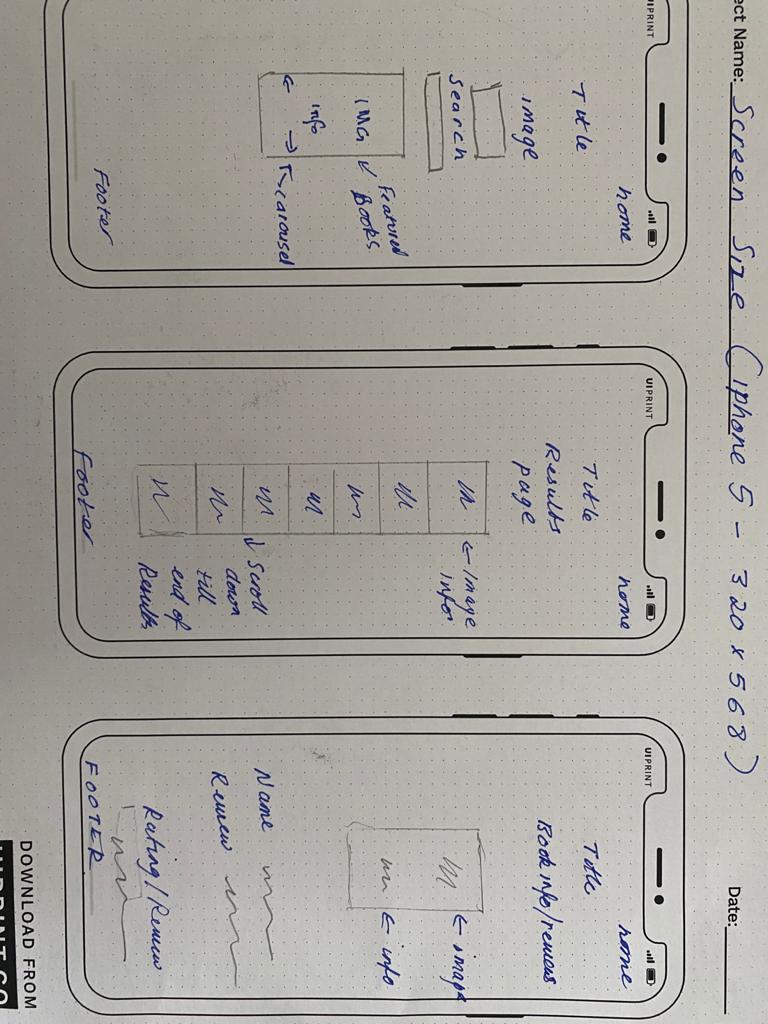 ect Name: Screen Size (iphone 5 - 320 x 568)
Date:
UIPRINT
home
Title
image
Search
IMG
info
Featured
Books
carousel
Footer
UIPRINT
home
Title
Results
page
Image
Info
Scroll
down
till
end of
Results
Footer
UIPRINT
home
Title
Book info/reviews
image
info
Name
Review
Rating/Review
FOOTER
DOWNLOAD FROM
UIPRINT.CO